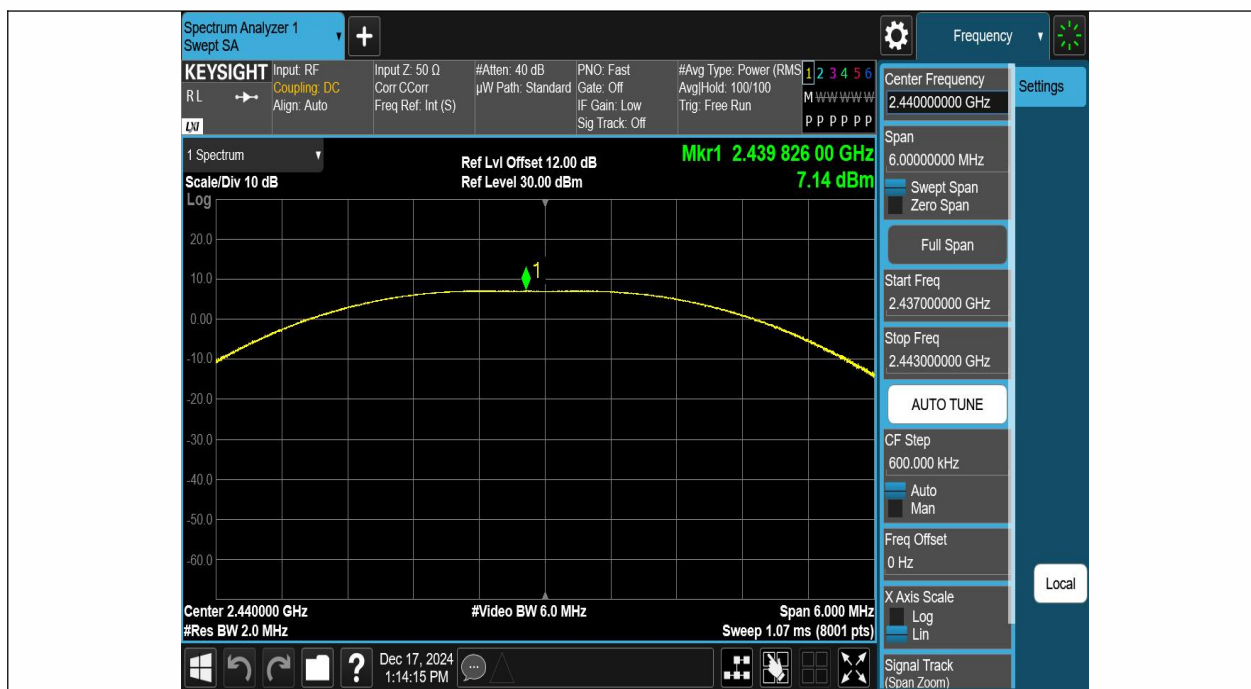 Spectrum Analyzer 1
Swept SA
+
Frequency
KEYSIGHT
RL
LXI
Input: RF
Coupling: DC
Align: Auto
Input Z: 50 Ω
Corr CCorr
Freq Ref: Int (S)
#Atten: 40 dB
µW Path: Standard
PNO: Fast
Gate: Off
IF Gain: Low
Sig Track: Off
#Avg Type: Power (RMS
Avg|Hold: 100/100
Trig: Free Run
1 2 3 4 5 6
M W W W W W
P P P P P P
1 Spectrum
Scale/Div 10 dB
Log
Ref Lvl Offset 12.00 dB
Ref Level 30.00 dBm
Mkr1 2.439 826 00 GHz
7.14 dBm
1
20.0
10.0
0.00
-10.0
-20.0
-30.0
-40.0
-50.0
-60.0
Center 2.440000 GHz
#Video BW 6.0 MHz
Span 6.000 MHz
#Res BW 2.0 MHz
Sweep 1.07 ms (8001 pts)
?
Dec 17, 2024
1:14:15 PM
Center Frequency
2.440000000 GHz
Settings
Span
6.00000000 MHz
Swept Span
Zero Span
Full Span
Start Freq
2.437000000 GHz
Stop Freq
2.443000000 GHz
AUTO TUNE
CF Step
600.000 kHz
Auto
Man
Freq Offset
0 Hz
X Axis Scale
Log
Lin
Local
Signal Track
(Span Zoom)